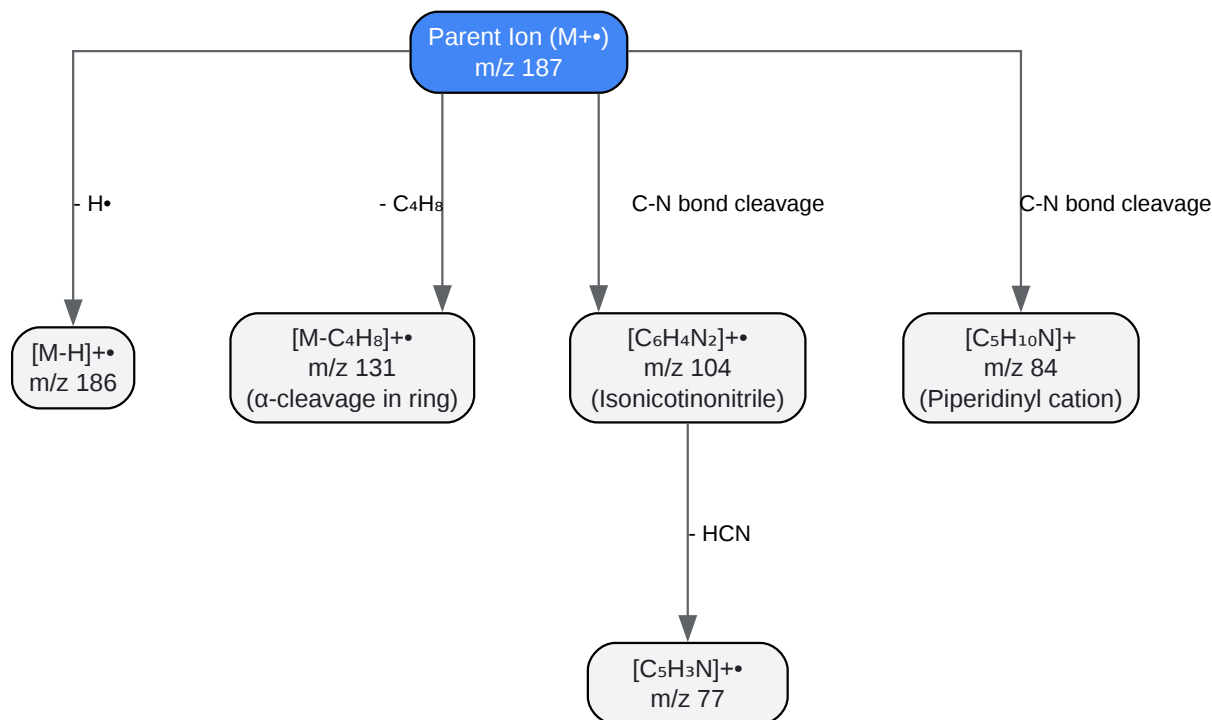 Parent Ion (M+•)
m/z 187
- H•
- C₄H₈
C-N bond cleavage
C-N bond cleavage
[M-H]+•
m/z 186
[M-C₄H₈]+•
m/z 131
(α-cleavage in ring)
[C₆H₄N₂]+•
m/z 104
(Isonicotinonitrile)
[C₅H₁₀N]+
m/z 84
(Piperidinyl cation)
- HCN
[C₅H₃N]+•
m/z 77